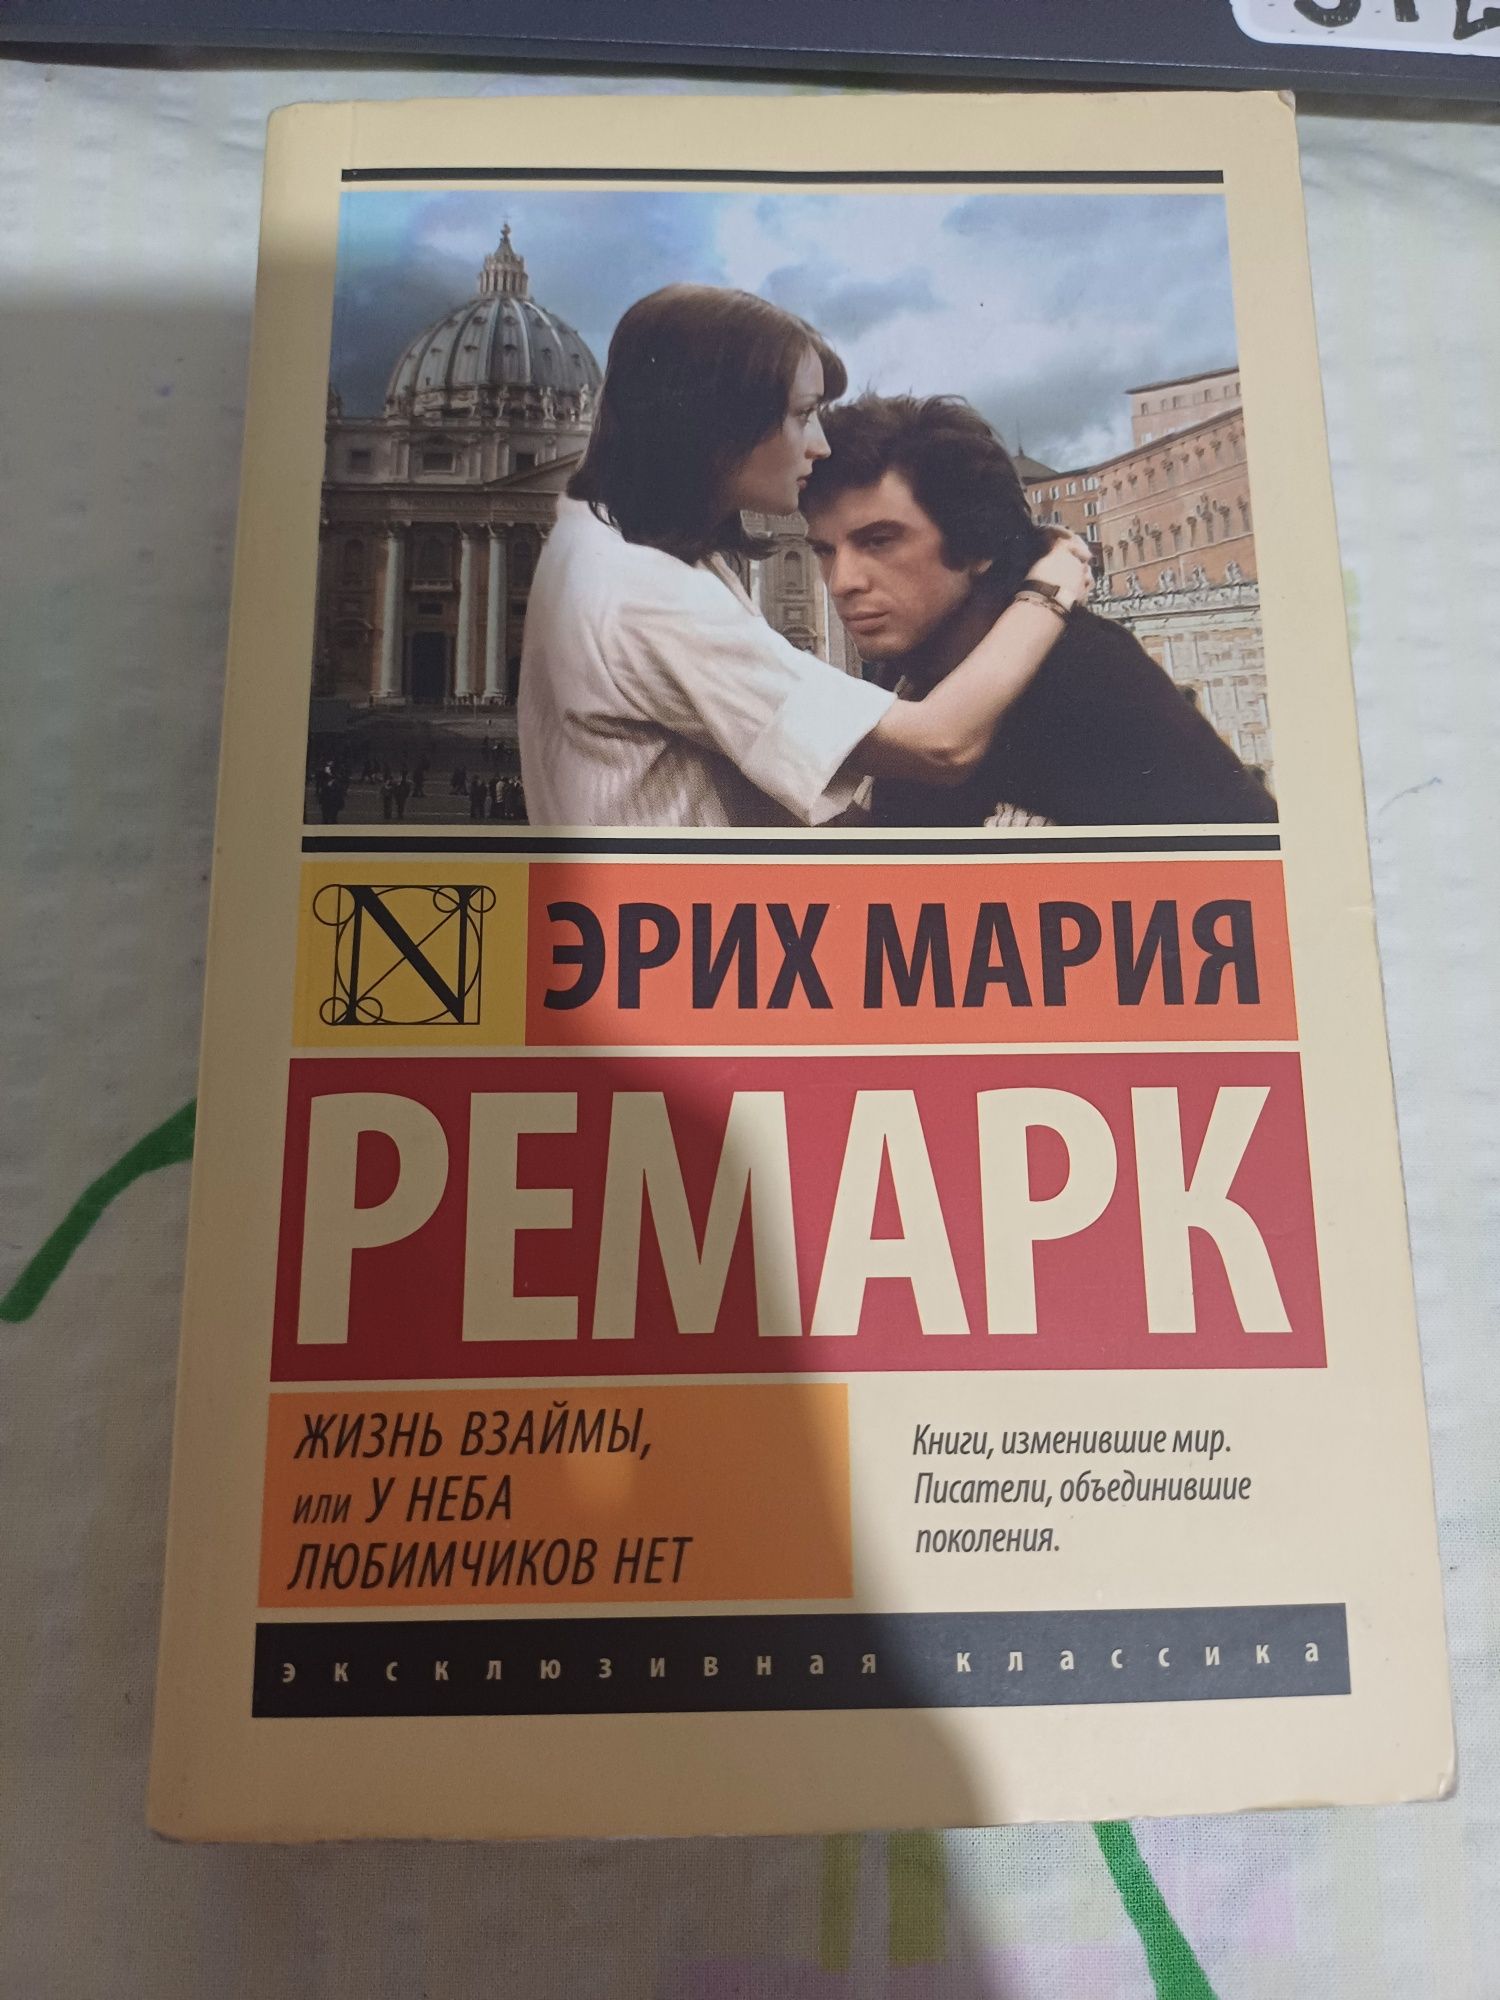 N
ЭРИХ МАРИЯ
РЕМАРК
ЖИЗНЬ ВЗАЙМЫ,
или У НЕБА
ЛЮБИМЧИКОВ НЕТ
Книги, изменившие мир.
Писатели, объединившие
поколения.
эксклюзивная классика